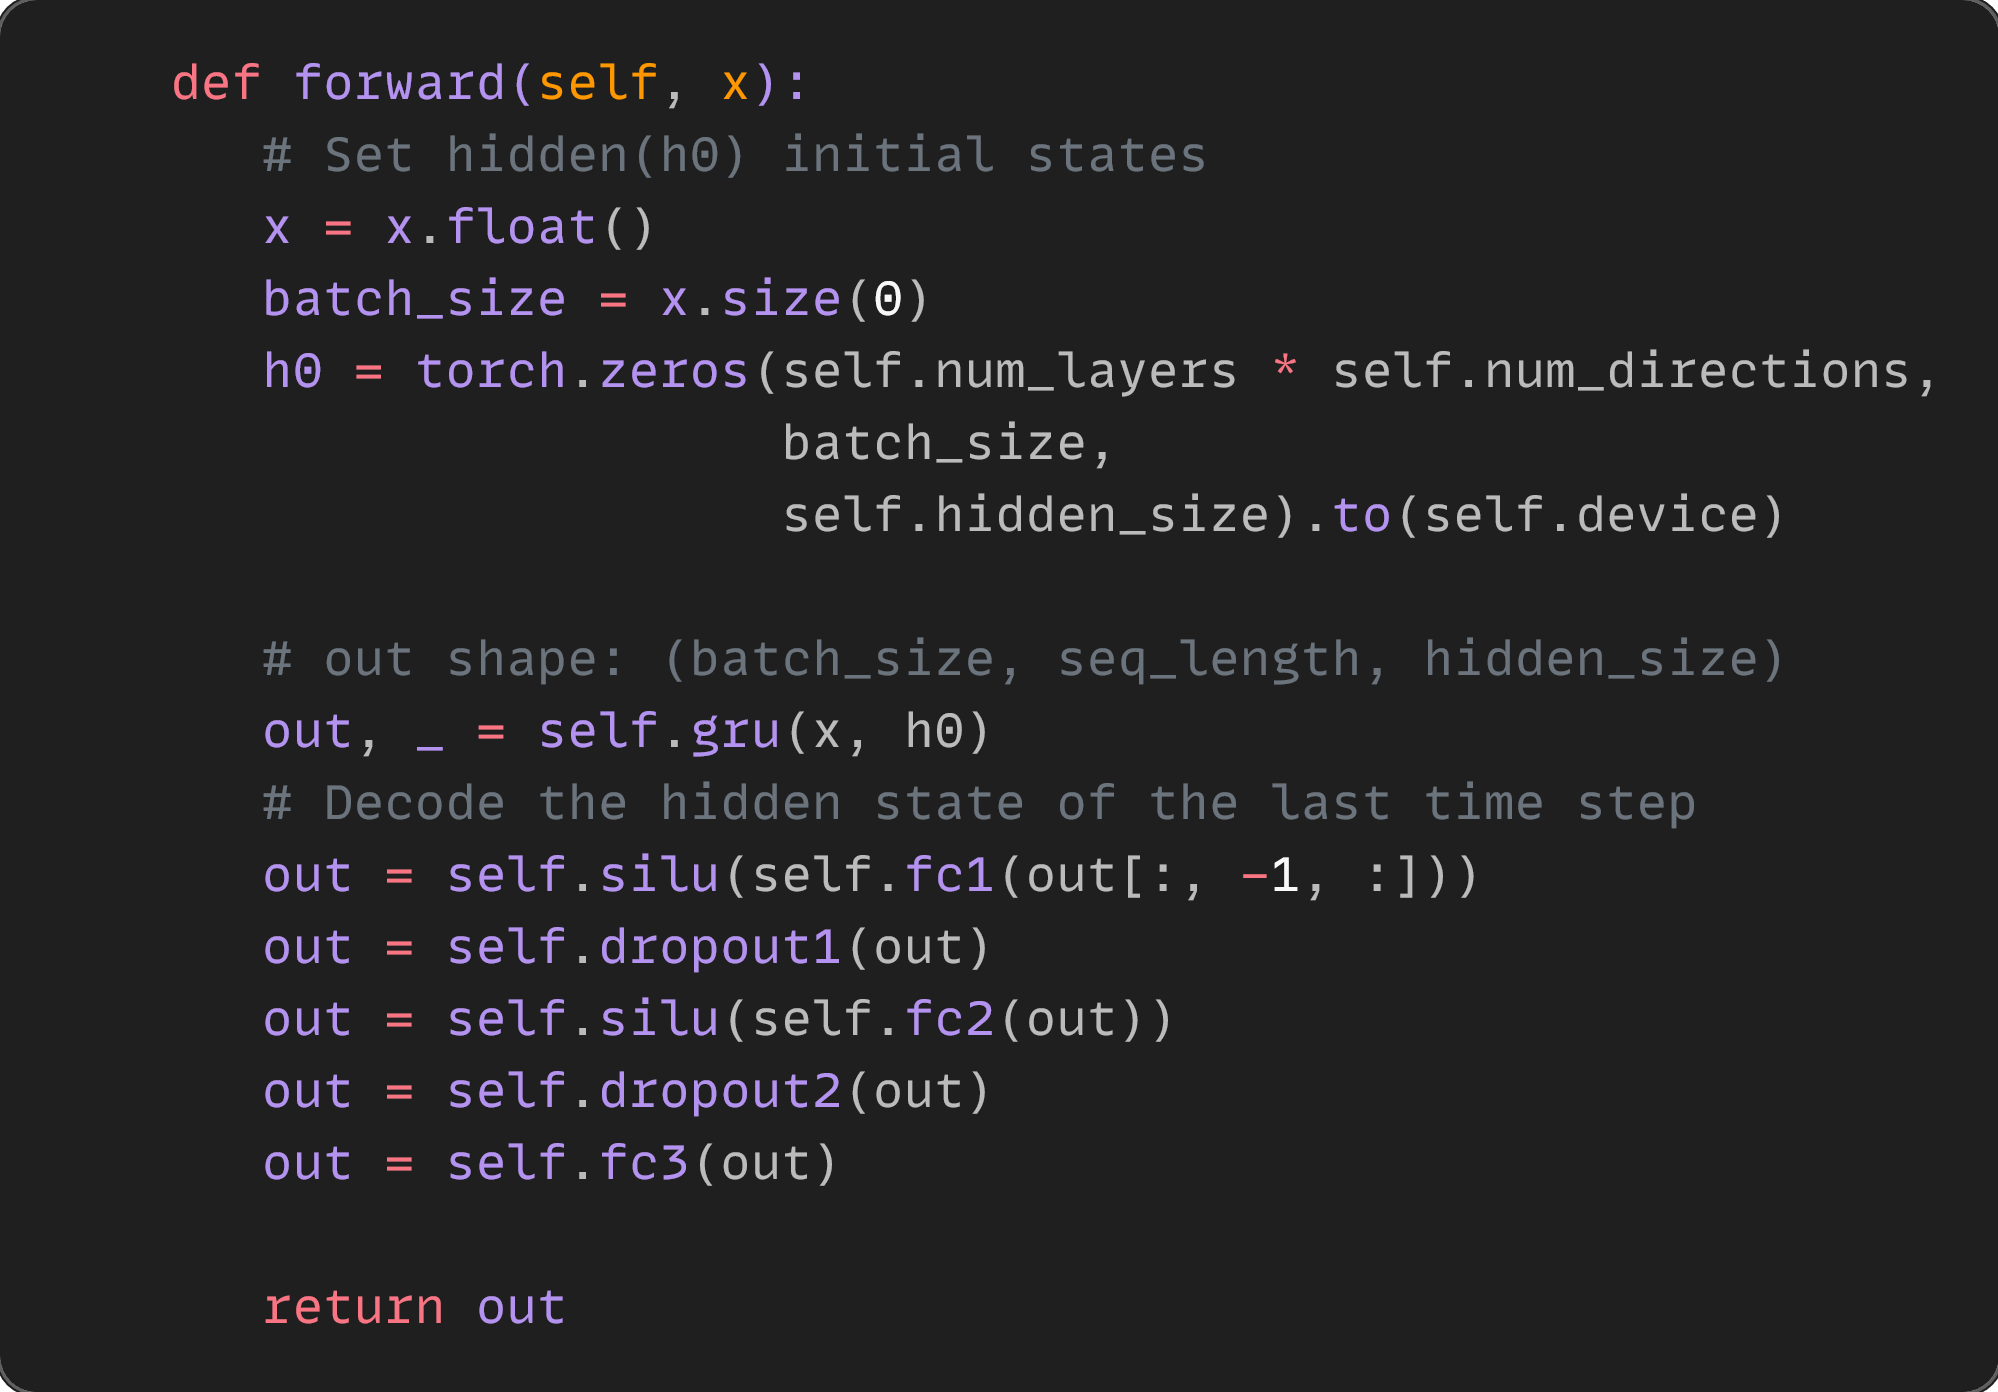 def forward(self, x):
    # Set hidden(h0) initial states
    x = x.float()
    batch_size = x.size(0)
    h0 = torch.zeros(self.num_layers * self.num_directions,
                     batch_size,
                     self.hidden_size).to(self.device)

    # out shape: (batch_size, seq_length, hidden_size)
    out, _ = self.gru(x, h0)
    # Decode the hidden state of the last time step
    out = self.silu(self.fc1(out[:, -1, :]))
    out = self.dropout1(out)
    out = self.silu(self.fc2(out))
    out = self.dropout2(out)
    out = self.fc3(out)

    return out